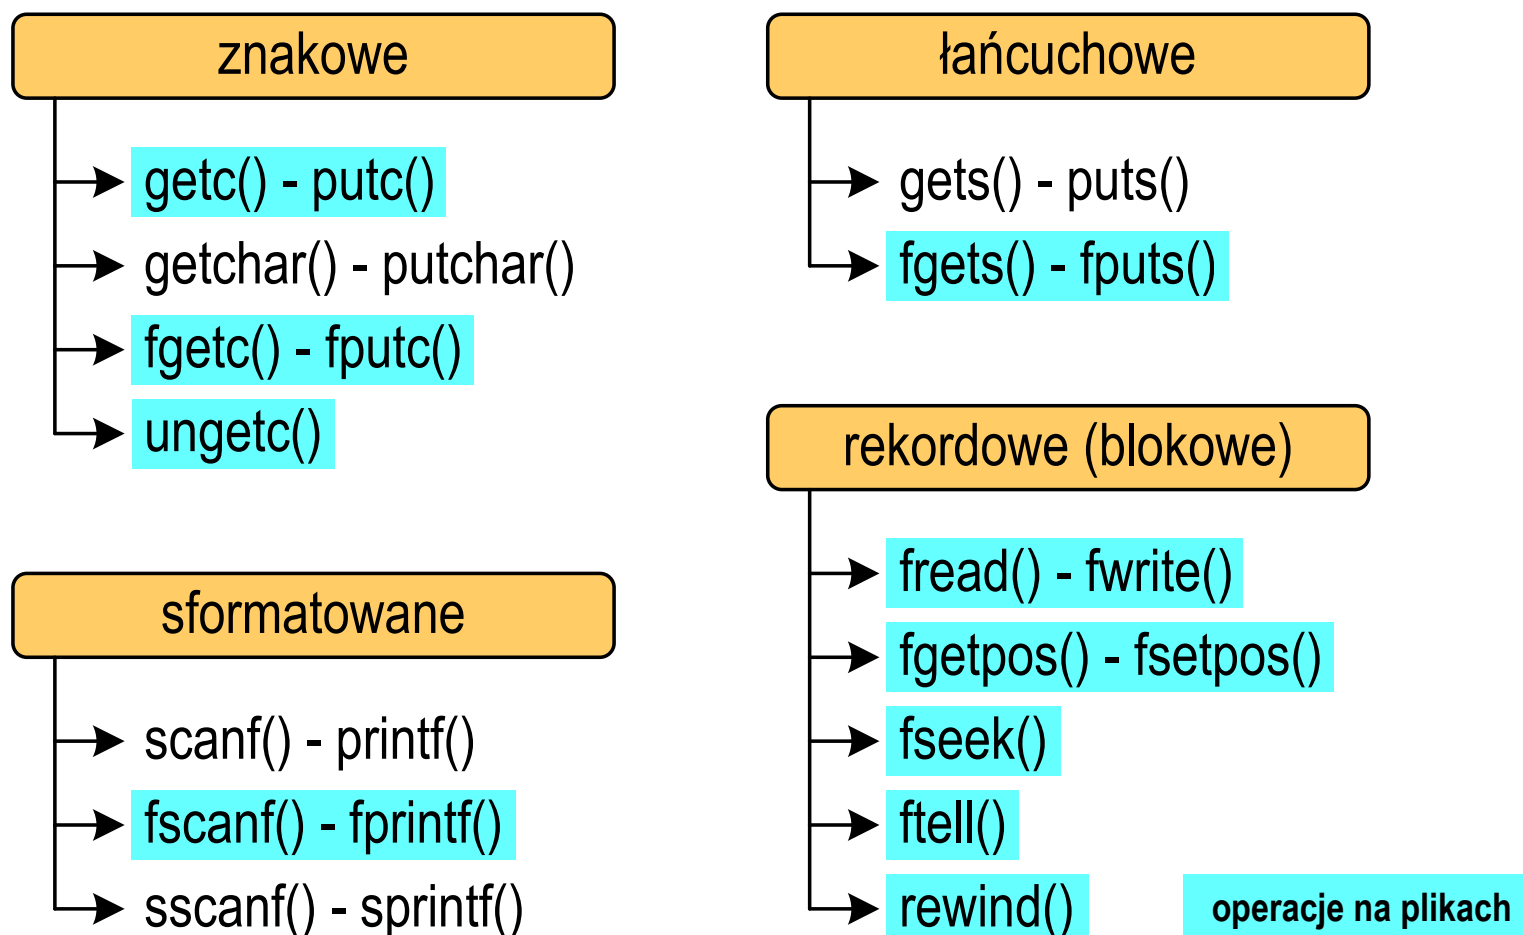 znakowe
getc() - putc()
getchar() - putchar()
fgetc() - fputc()
ungetc()
sformatowane
scanf() - printf()
fscanf() - fprintf()
sscanf() - sprintf()
łańcuchowe
gets() - puts()
fgets() - fputs()
rekordowe (blokowe)
fread() - fwrite()
fgetpos() - fsetpos()
fseek()
ftell()
rewind()
operacje na plikach